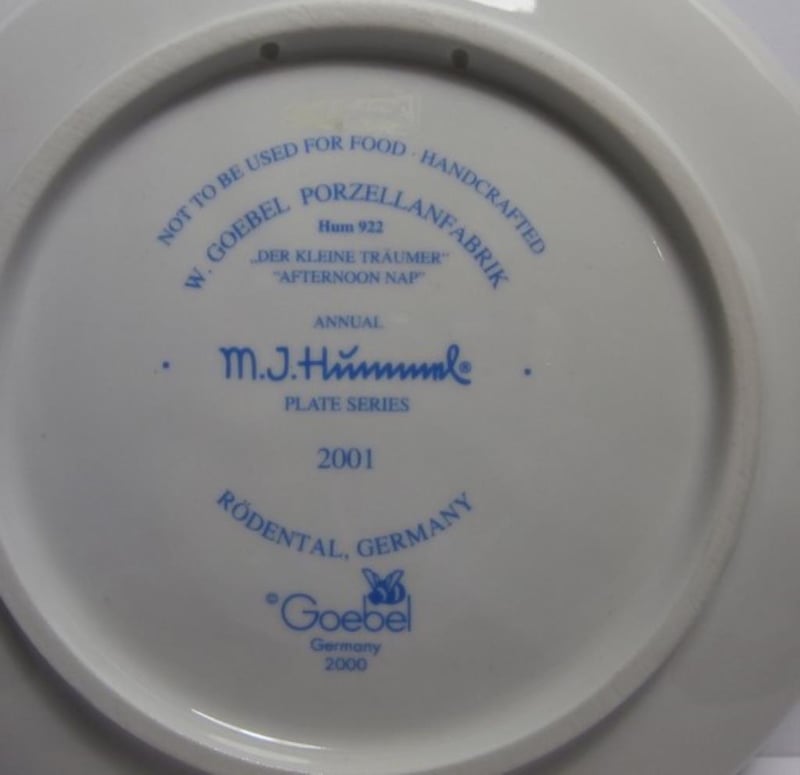 NOT TO BE USED FOR FOOD · HANDCRAFTED
W. GOEBEL PORZELLANFABRIK
Hum 922
„DER KLEINE TRÄUMER"
"AFTERNOON NAP"
ANNUAL
· M.J.Hummel® ·
PLATE SERIES
2001
RÖDENTAL, GERMANY
© Goebel
Germany
2000